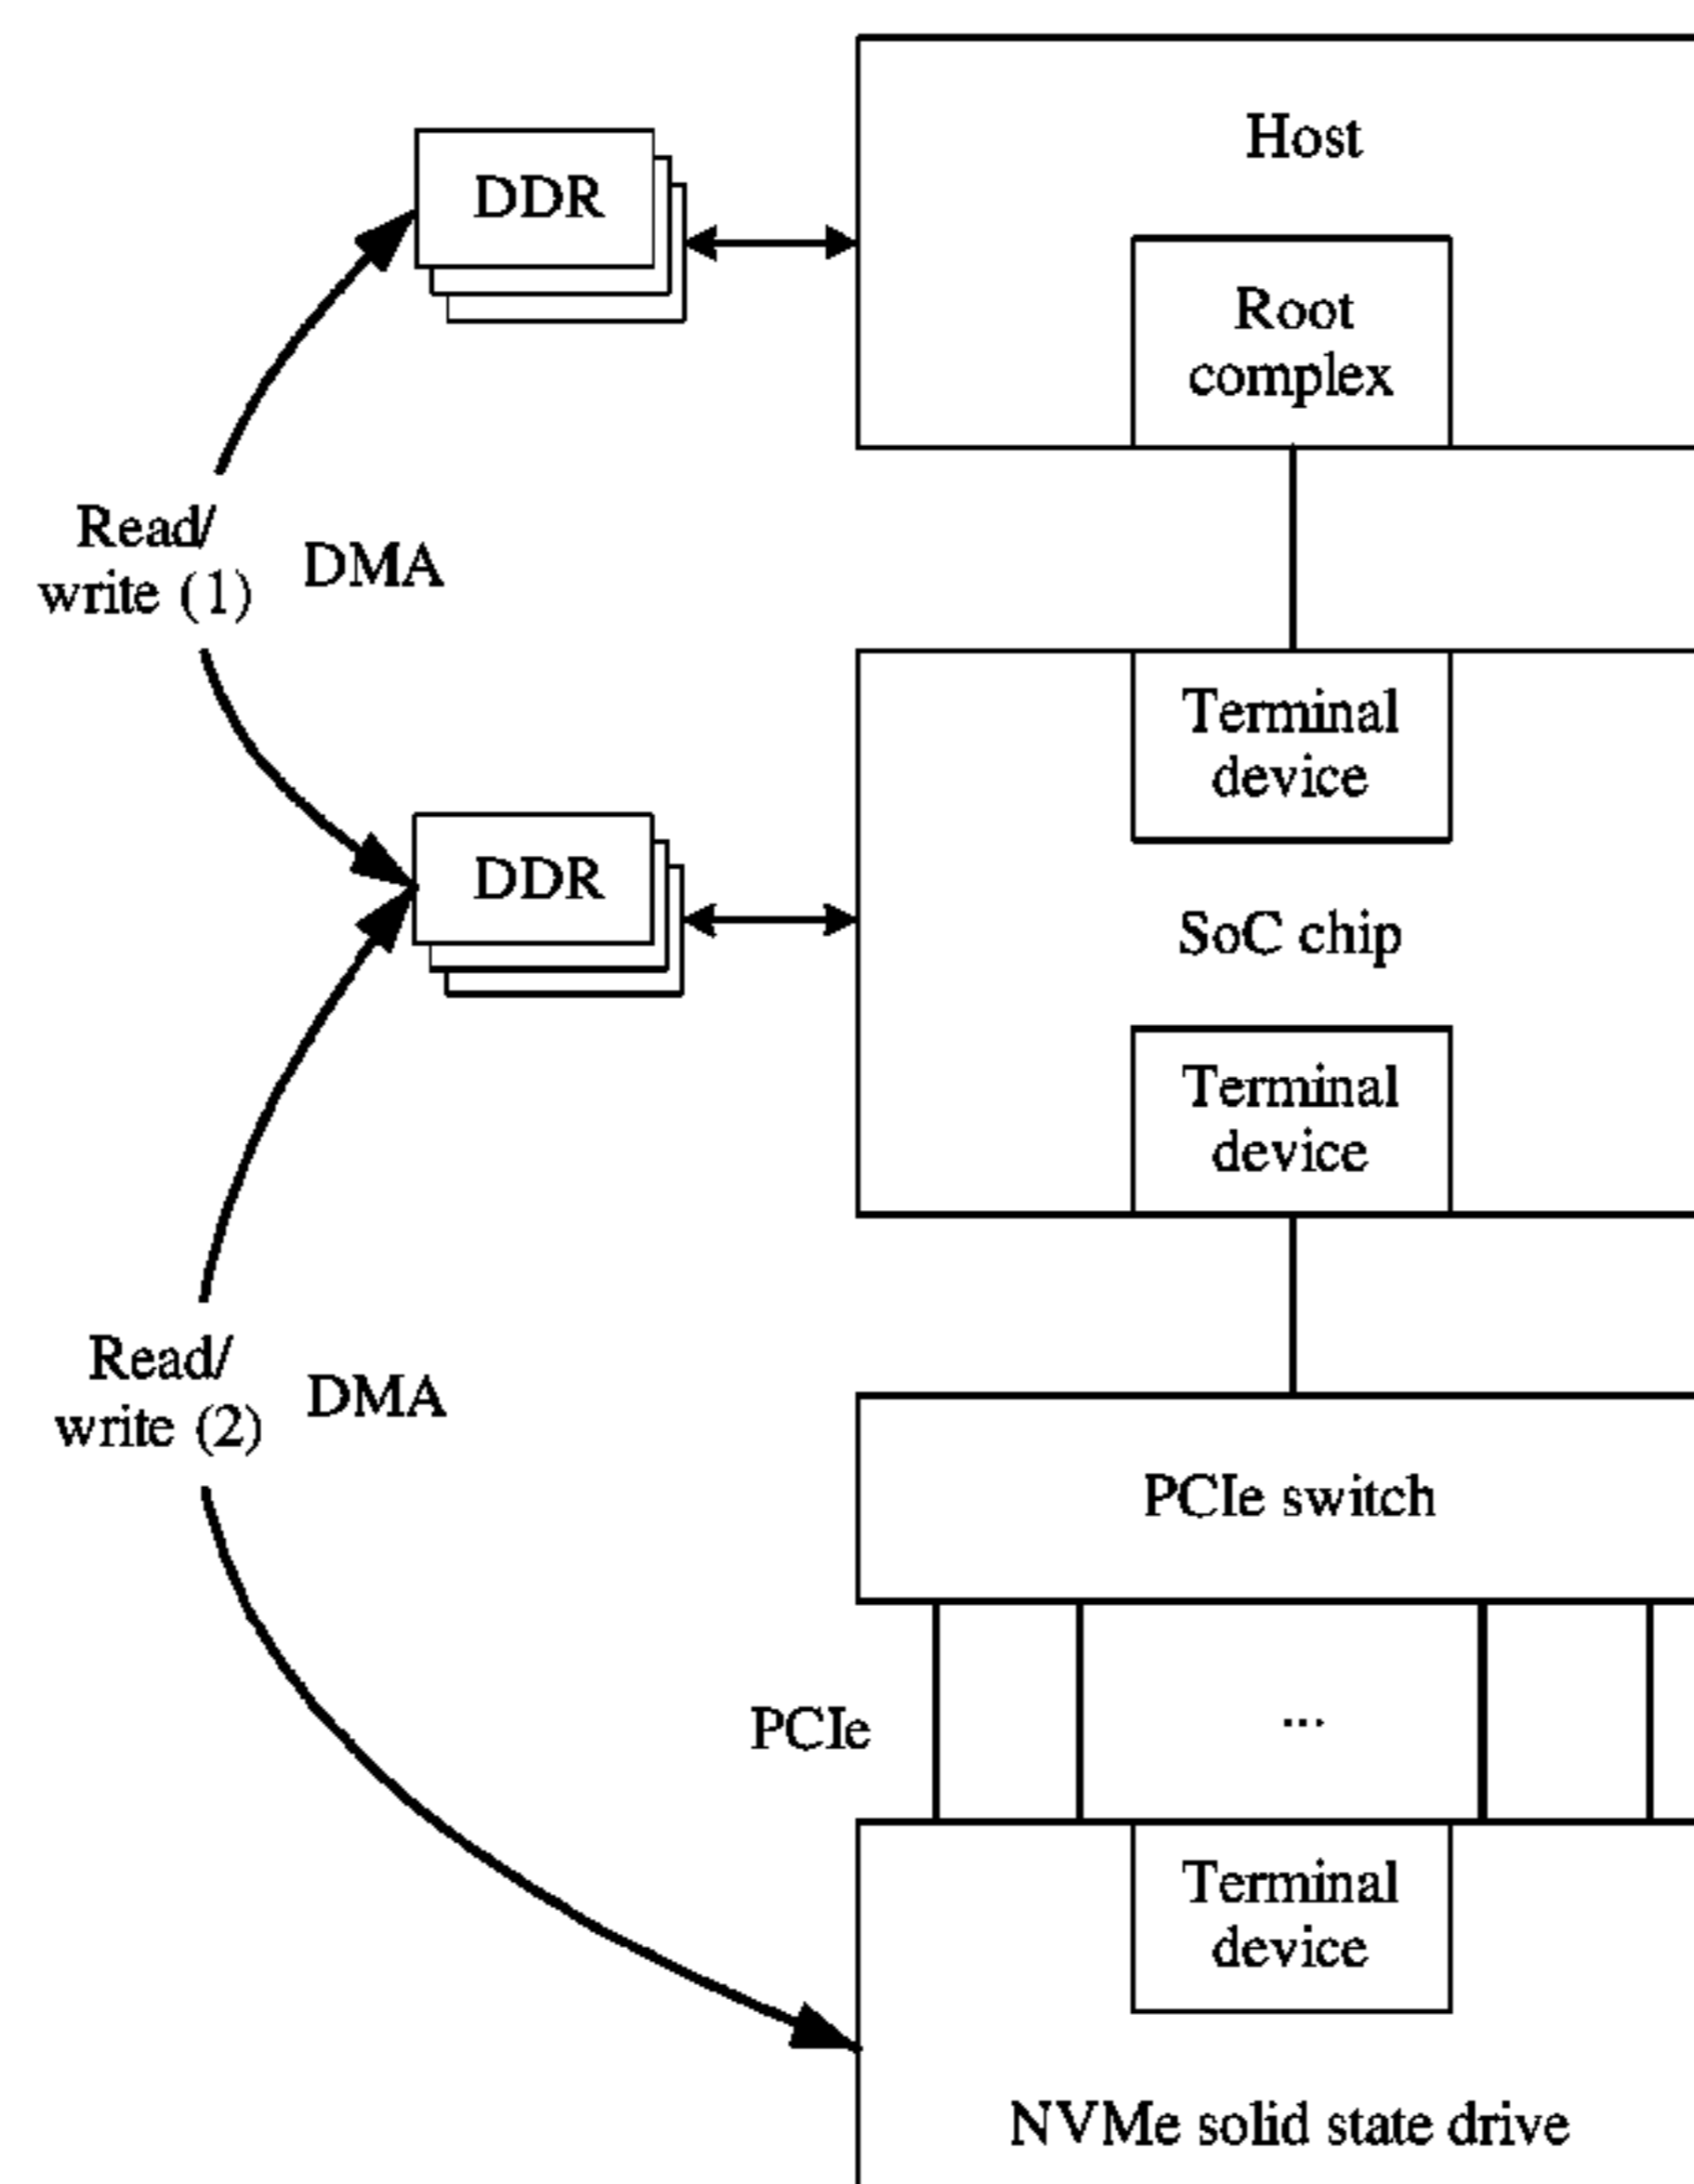 Host
DDR
Root
complex
Read/
write (1)
DMA
Terminal
device
DDR
SoC chip
Terminal
device
Read/
write (2)
DMA
PCIe switch
PCIe
...
Terminal
device
NVMe solid state drive